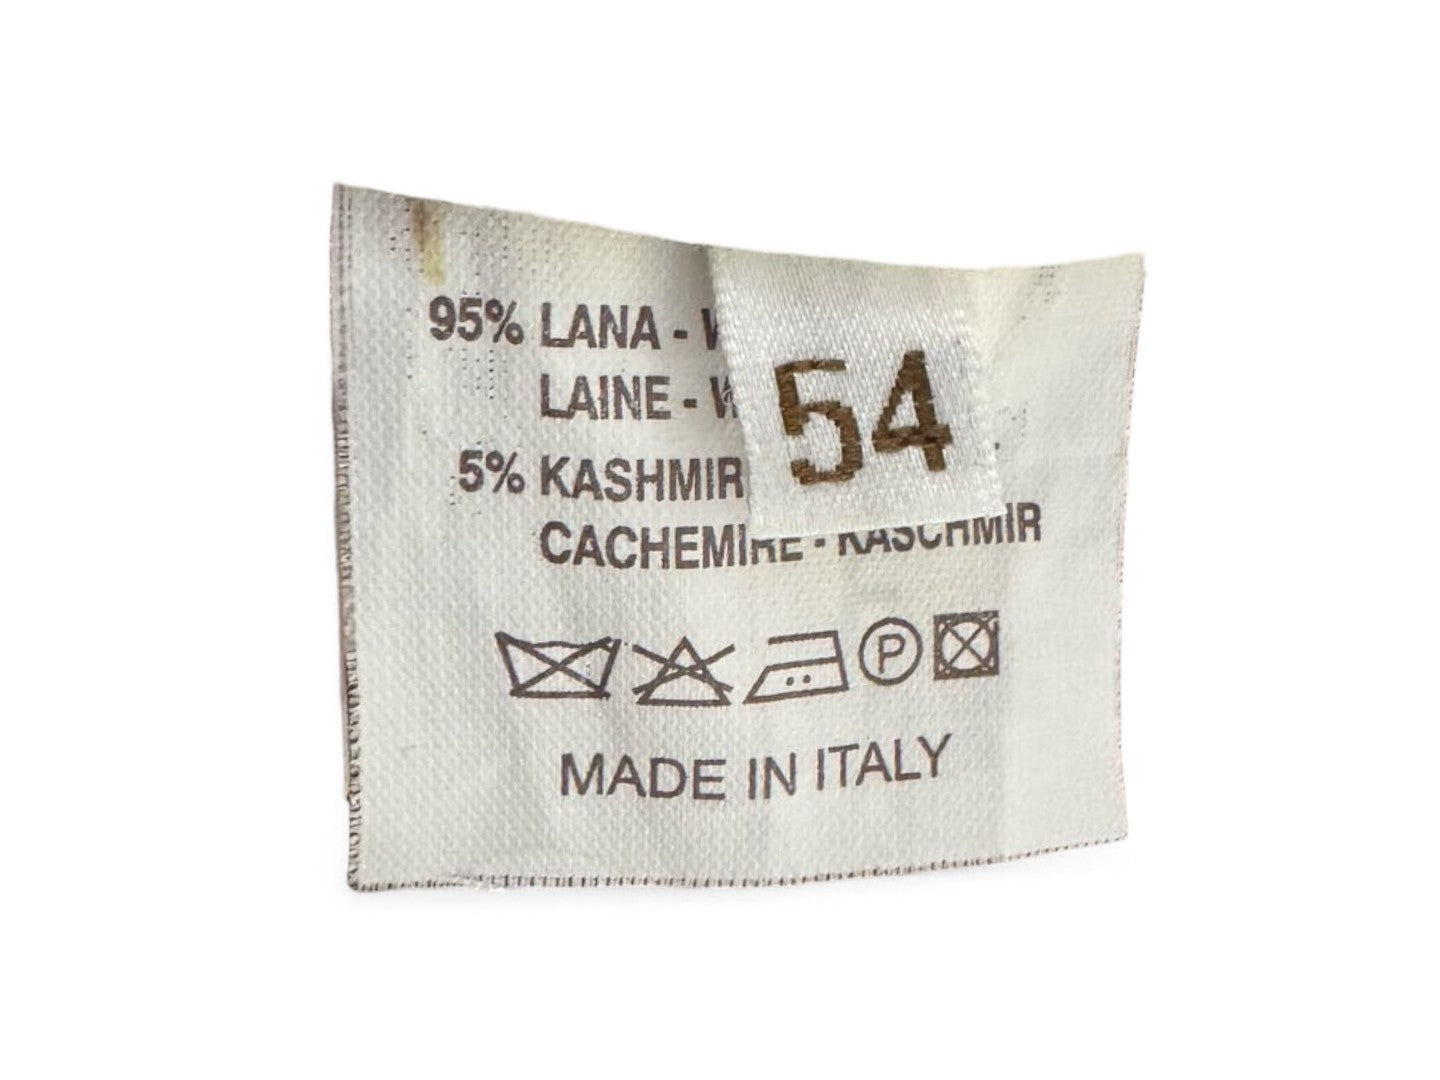 95% LANA -
LAINE -
5% KASHMIR
CACHEMIRE - KASCHMIR
54
P
MADE IN ITALY